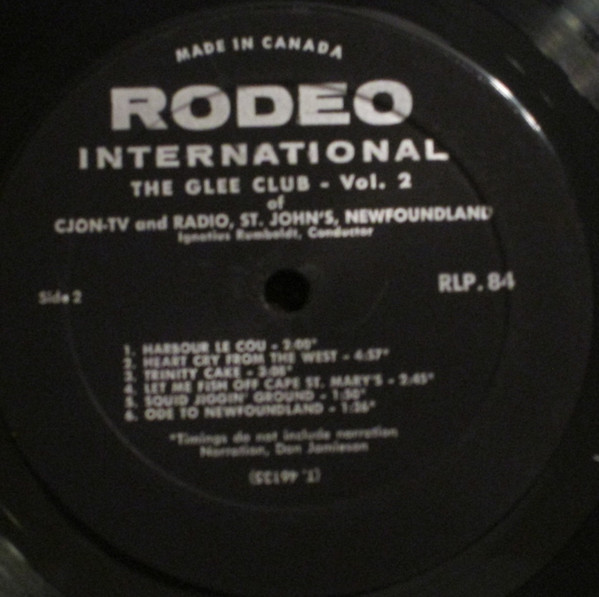 MADE IN CANADA
RODEO
INTERNATIONAL
THE GLEE CLUB - Vol. 2
of
CJON-TV and RADIO, ST. JOHN'S, NEWFOUNDLAND
Ignatius Rumboldt, Conductor
Side 2
RLP. 84
1. HARBOUR LE COU - 2:00*
2. HEART CRY FROM THE WEST - 4:57*
3. TRINITY CAKE - 3:05*
4. LET ME FISH OFF CAPE ST. MARY'S - 2:45*
5. SQUID JIGGIN' GROUND - 1:50*
6. ODE TO NEWFOUNDLAND - 1:36*
*Timings do not include narration
Narration, Don Jamieson